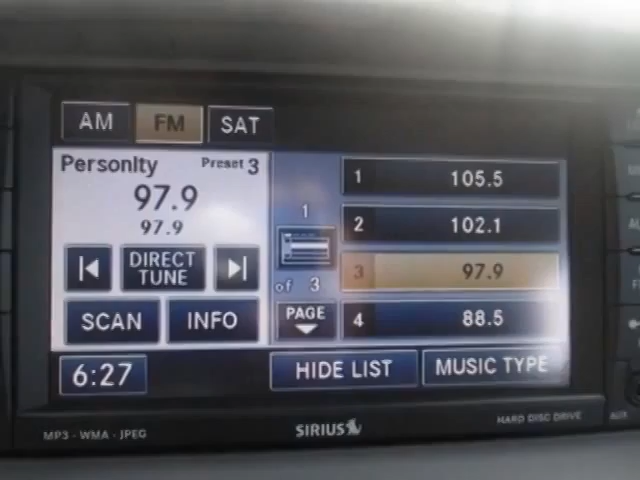 AM FM SAT
Personlty Preset 3
97.9
97.9
DIRECT
TUNE
SCAN INFO
1
of 3
PAGE
1 105.5
2 102.1
3 97.9
4 88.5
6:27 HIDE LIST MUSIC TYPE
MP3 - WMA - JPEG SIRIUS HARD DISC DRIVE
AUX